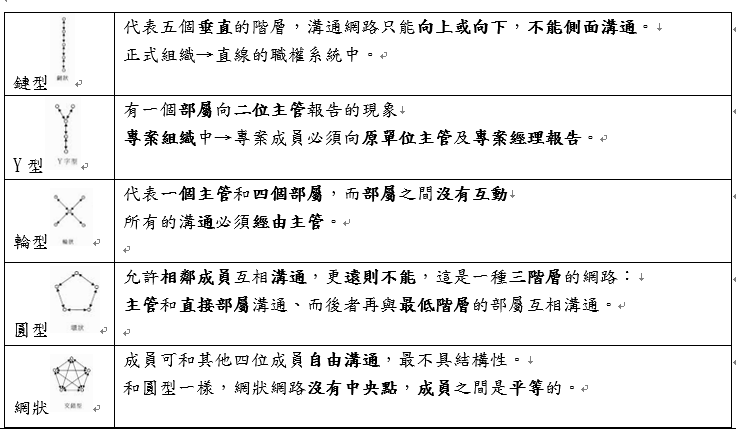 鍵型
鏈狀
代表五個垂直的階層，溝通網路只能向上或向下，不能側面溝通。
正式組織→直線的職權系統中。
Y型
Y字型
有一個部屬向二位主管報告的現象
專案組織中→專案成員必須向原單位主管及專案經理報告。
輪型
輪狀
代表一個主管和四個部屬，而部屬之間沒有互動
所有的溝通必須經由主管。
圓型
環狀
允許相鄰成員互相溝通，更遠則不能，這是一種三階層的網路：
主管和直接部屬溝通、而後者再與最低階層的部屬互相溝通。
網狀
交錯型
成員可和其他四位成員自由溝通，最不具結構性。
和圓型一樣，網狀網路沒有中央點，成員之間是平等的。